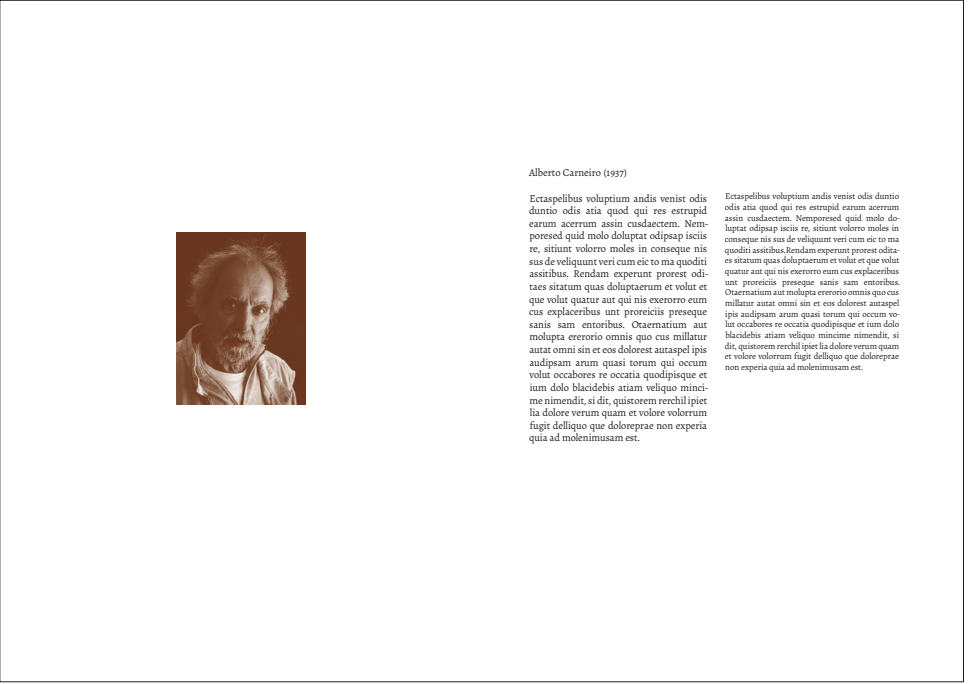 Alberto Carneiro (1937)
Ectaspelibus voluptium andis venist odis
duntio odis atia quod qui res estrupid
earum acerrum assin cusdaectem. Nem-
poresed quid molo doluptat odipsap isciis
re, sitiunt volorro moles in conseque nis
sus de veliquunt veri cum eic to ma quoditi
assitibus. Rendam experunt prorest odi-
taes sitatum quas doluptaerum et volut et
que volut quatur aut qui nis exerorro eum
cus explaceribus unt proreiciis preseque
sanis sam entoribus. Otaernatium aut
molupta ererorio omnis quo cus millatur
autat omni sin et eos dolorest autaspel ipis
audipsam arum quasi torum qui occum
volut occabores re occatia quodipisque et
ium dolo blacidebis atiam veliquo minci-
me nimendit, si dit, quistorem rerchil ipiet
lia dolore verum quam et volore volorrum
fugit delliquo que doloreprae non experia
quia ad molenimusam est.
Ectaspelibus voluptium andis venist odis duntio
odis atia quod qui res estrupid earum acerrum
assin cusdaectem. Nemporesed quid molo do-
luptat odipsap isciis re, sitiunt volorro moles in
conseque nis sus de veliquunt veri cum eic to ma
quoditi assitibus.Rendam experunt prorest odita-
es sitatum quas doluptaerum et volut et que volut
quatur aut qui nis exerorro eum cus explaceribus
unt proreiciis preseque sanis sam entoribus.
Otaernatium aut molupta ererorio omnis quo cus
millatur autat omni sin et eos dolorest autaspel
ipis audipsam arum quasi torum qui occum vo-
lut occabores re occatia quodipisque et ium dolo
blacidebis atiam veliquo mincime nimendit, si
dit, quistorem rerchil ipiet lia dolore verum quam
et volore volorrum fugit delliquo que doloreprae
non experia quia ad molenimusam est.